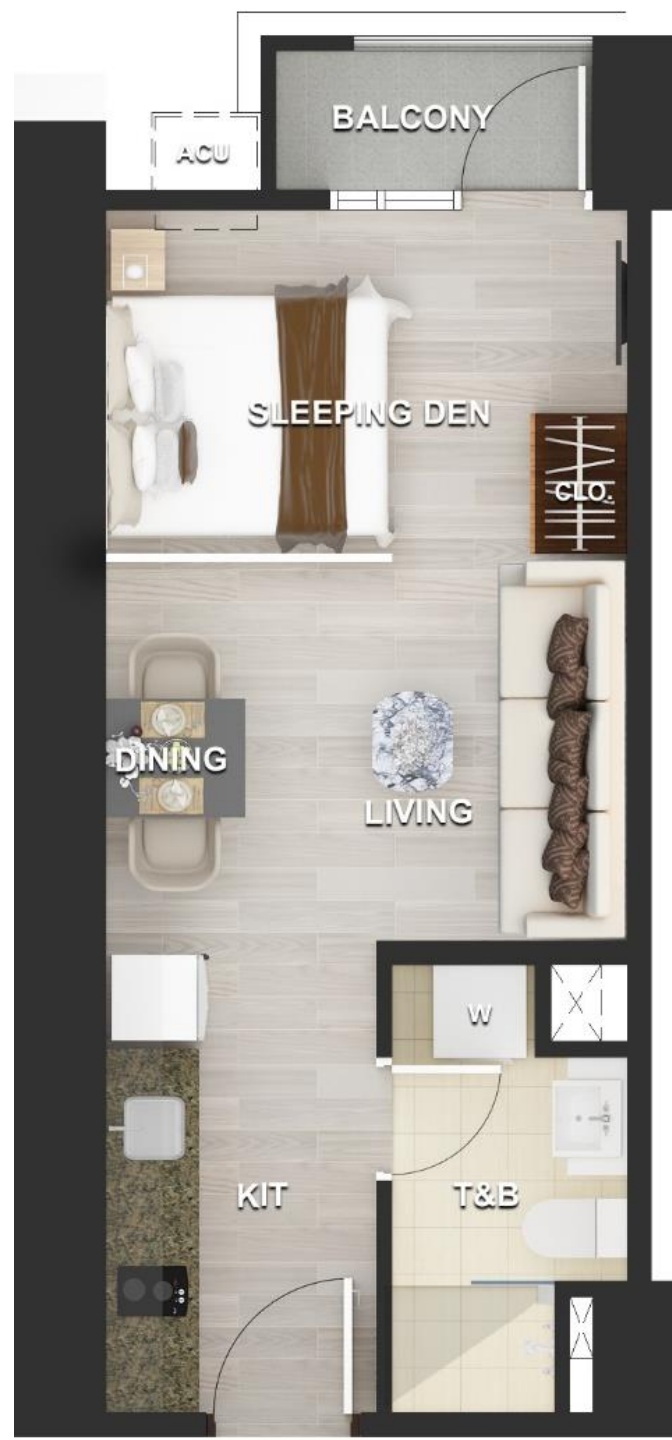 BALCONY
ACU
SLEEPING DEN
CLO.
DINING
LIVING
W
KIT
T&B